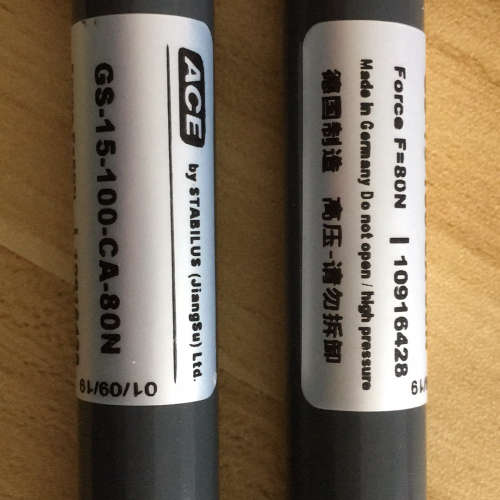 ACE
by STABILUS (JiangSu) Ltd.
GS-15-100-CA-80N
01/09/19
Force F=80N | 10916428
Made in Germany Do not open / high pressure
德国制造 高压-请勿拆卸